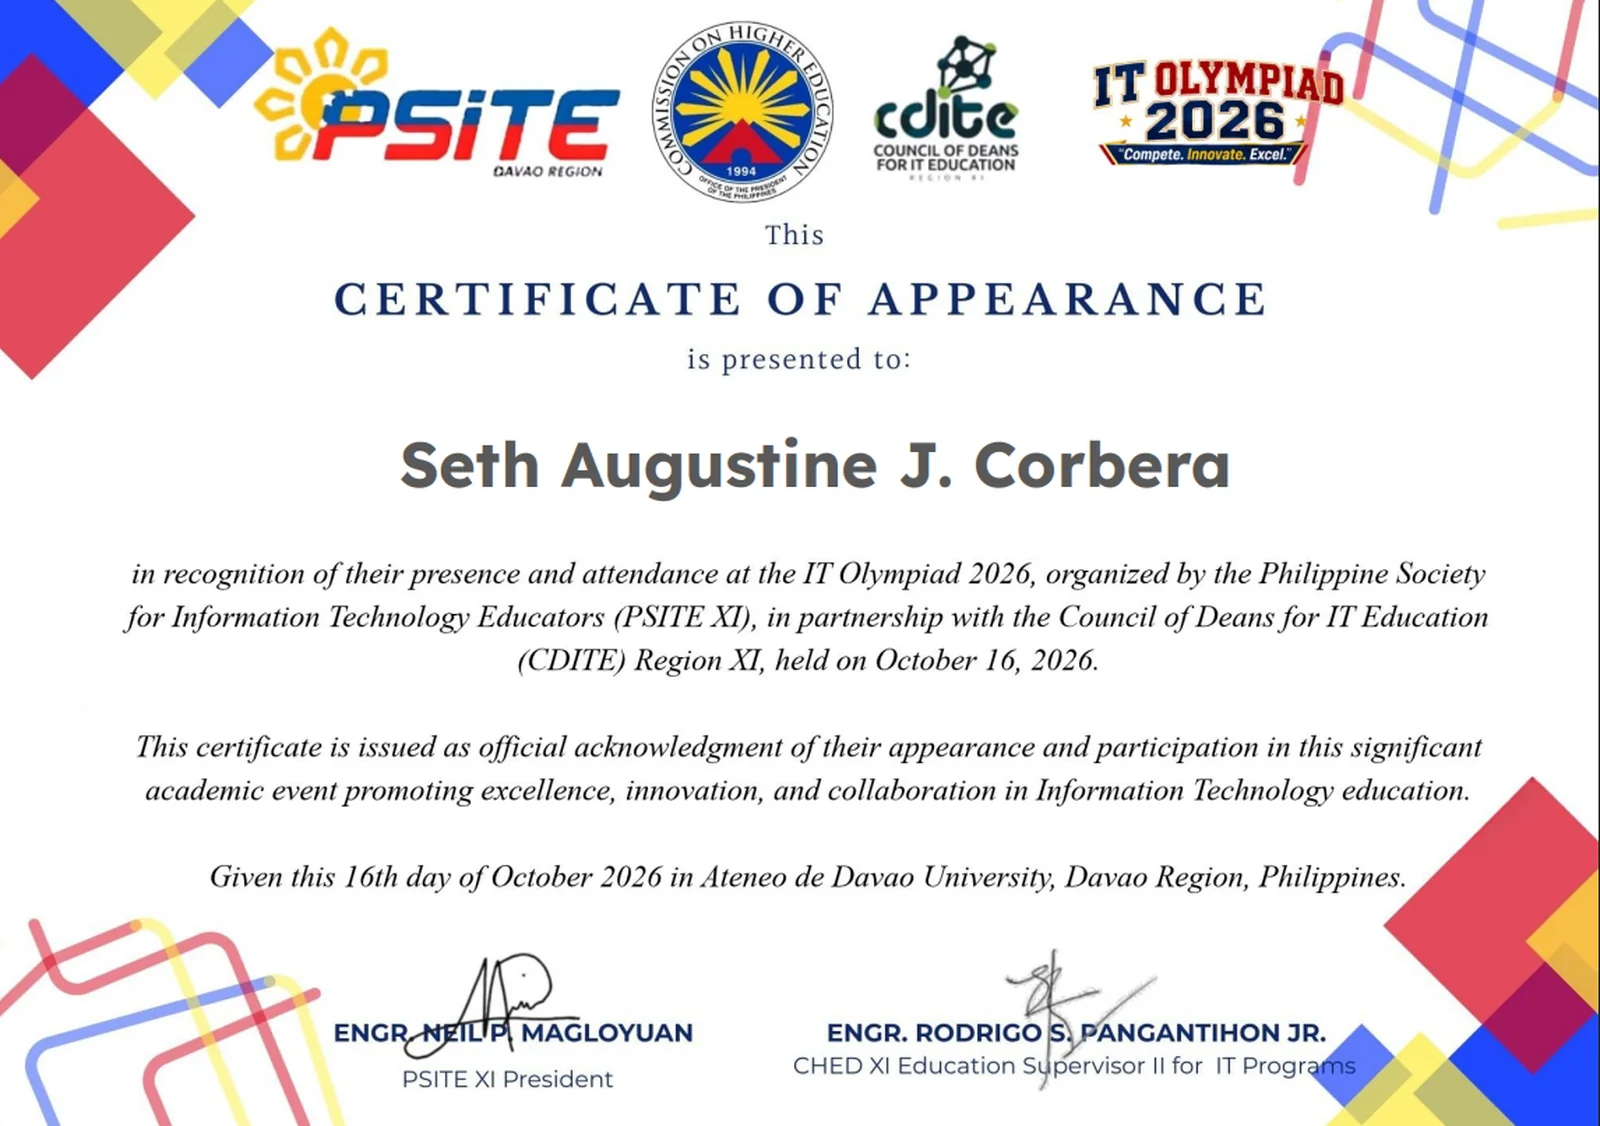 PSiTE
DAVAO REGION
COMMISSION ON HIGHER EDUCATION
1994
OFFICE OF THE PRESIDENT
OF THE PHILIPPINES
cdite
COUNCIL OF DEANS
FOR IT EDUCATION
REGION XI
IT OLYMPIAD
2026
"Compete. Innovate. Excel."
This
CERTIFICATE OF APPEARANCE
is presented to:
Seth Augustine J. Corbera
in recognition of their presence and attendance at the IT Olympiad 2026, organized by the Philippine Society
for Information Technology Educators (PSITE XI), in partnership with the Council of Deans for IT Education
(CDITE) Region XI, held on October 16, 2026.
This certificate is issued as official acknowledgment of their appearance and participation in this significant
academic event promoting excellence, innovation, and collaboration in Information Technology education.
Given this 16th day of October 2026 in Ateneo de Davao University, Davao Region, Philippines.
ENGR. NEIL P. MAGLOYUAN
PSITE XI President
ENGR. RODRIGO S. PANGANTIHON JR.
CHED XI Education Supervisor II for IT Programs